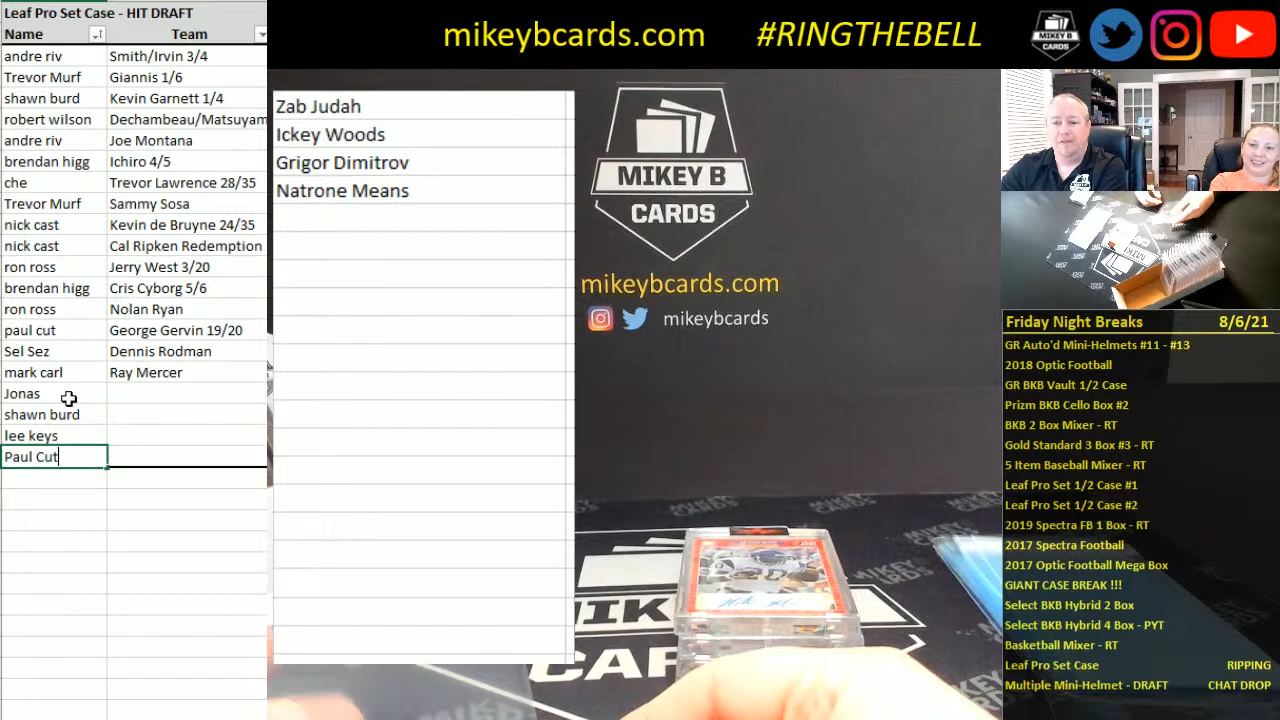 Leaf Pro Set Case - HIT DRAFT
Name Team
andre riv Smith/Irvin 3/4
Trevor Murf Giannis 1/6
shawn burd Kevin Garnett 1/4
robert wilson Dechambeau/Matsuyam
andre riv Joe Montana
brendan higg Ichiro 4/5
che Trevor Lawrence 28/35
Trevor Murf Sammy Sosa
nick cast Kevin de Bruyne 24/35
nick cast Cal Ripken Redemption
ron ross Jerry West 3/20
brendan higg Cris Cyborg 5/6
ron ross Nolan Ryan
paul cut George Gervin 19/20
Sel Sez Dennis Rodman
mark carl Ray Mercer
Jonas
shawn burd
lee keys
Paul Cut
mikeybcards.com #RINGTHEBELL
MIKEY B
CARDS
Zab Judah
Ickey Woods
Grigor Dimitrov
Natrone Means
MIKEY B
CARDS
mikeybcards.com
mikeybcards
Friday Night Breaks 8/6/21
GR Auto'd Mini-Helmets #11 - #13
2018 Optic Football
GR BKB Vault 1/2 Case
Prizm BKB Cello Box #2
BKB 2 Box Mixer - RT
Gold Standard 3 Box #3 - RT
5 Item Baseball Mixer - RT
Leaf Pro Set 1/2 Case #1
Leaf Pro Set 1/2 Case #2
2019 Spectra FB 1 Box - RT
2017 Spectra Football
2017 Optic Football Mega Box
GIANT CASE BREAK !!!
Select BKB Hybrid 2 Box
Select BKB Hybrid 4 Box - PYT
Basketball Mixer - RT
Leaf Pro Set Case RIPPING
Multiple Mini-Helmet - DRAFT CHAT DROP